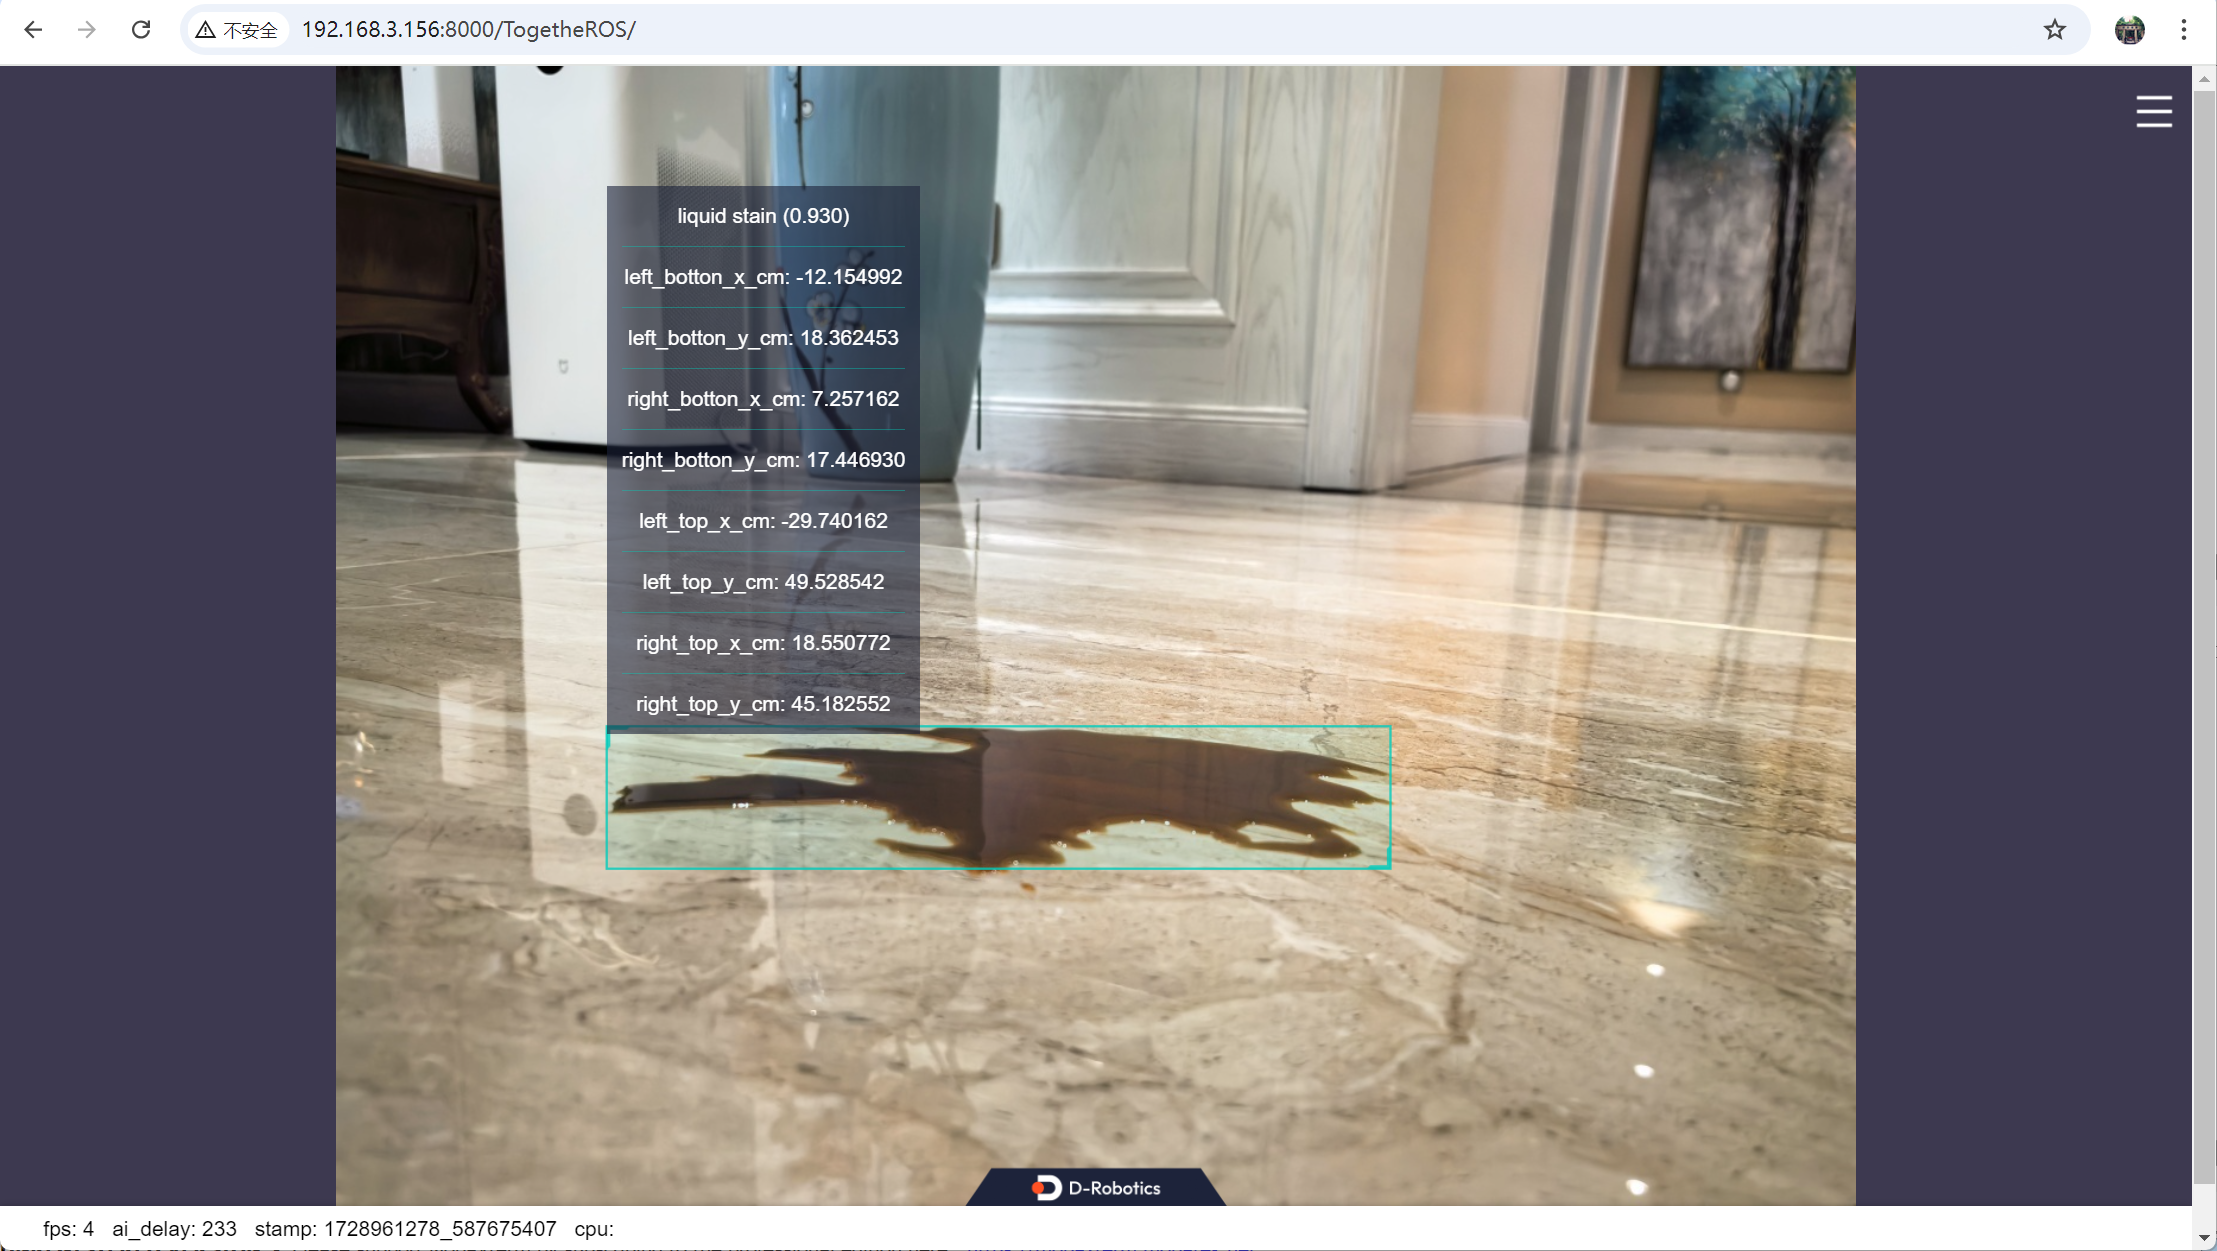 不安全 192.168.3.156:8000/TogetheROS/
liquid stain (0.930)
left_botton_x_cm: -12.154992
left_botton_y_cm: 18.362453
right_botton_x_cm: 7.257162
right_botton_y_cm: 17.446930
left_top_x_cm: -29.740162
left_top_y_cm: 49.528542
right_top_x_cm: 18.550772
right_top_y_cm: 45.182552
D-Robotics
fps: 4 ai_delay: 233 stamp: 1728961278_587675407 cpu: